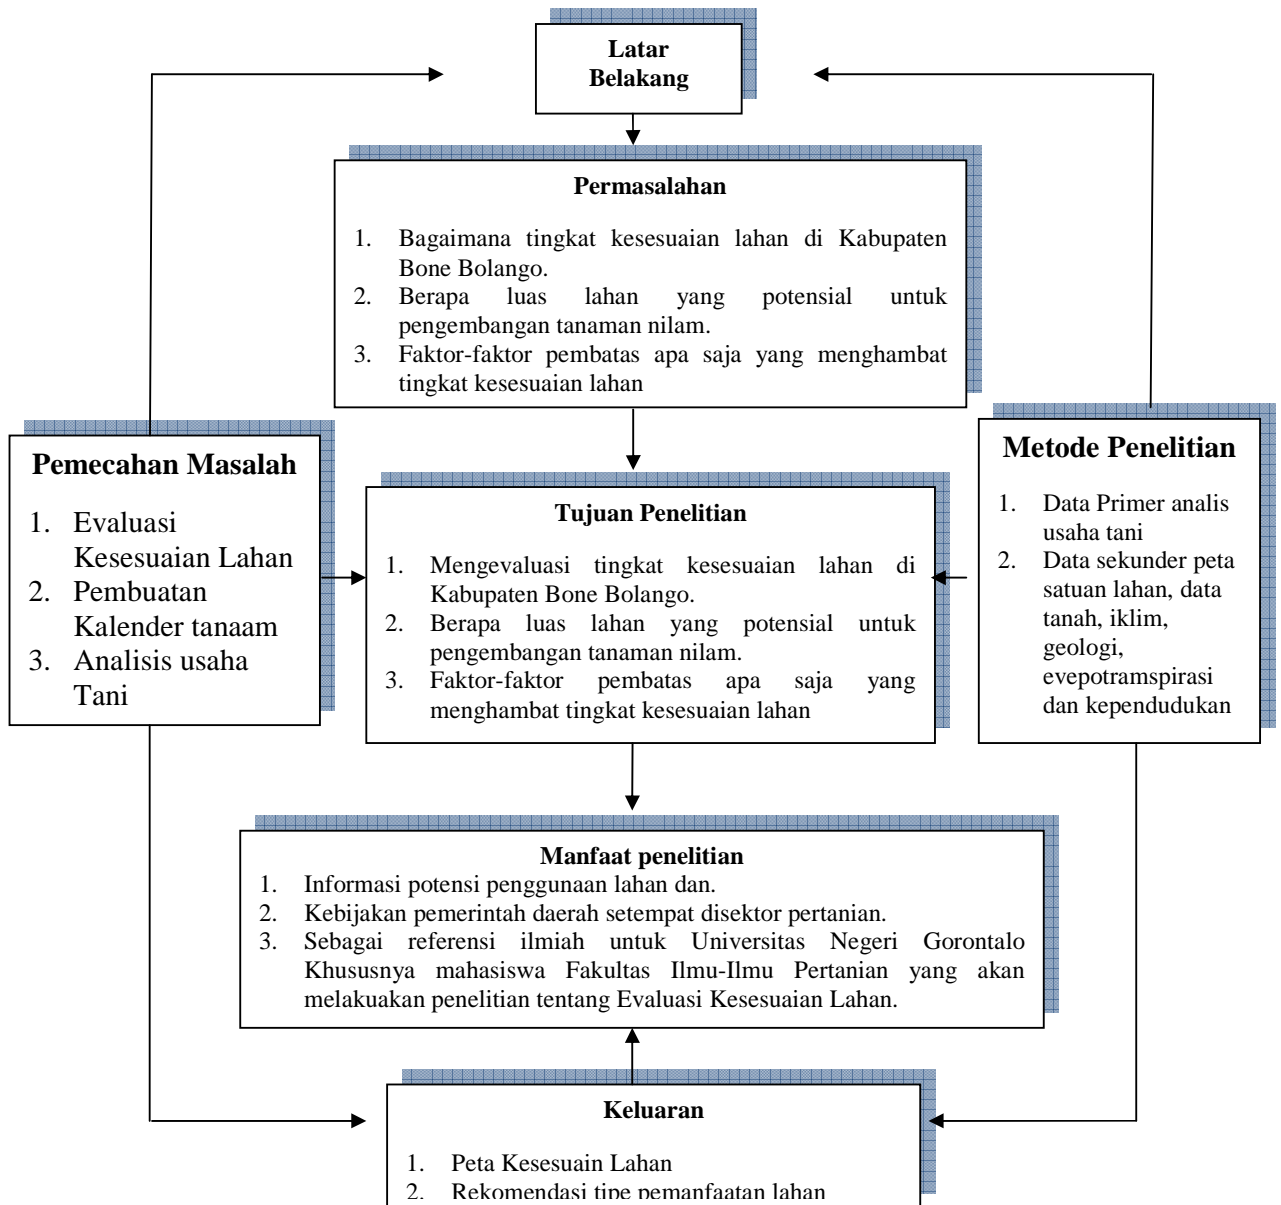 Latar
Belakang
Permasalahan
1. Bagaimana tingkat kesesuaian lahan di Kabupaten
Bone Bolango.
2. Berapa luas lahan yang potensial untuk
pengembangan tanaman nilam.
3. Faktor-faktor pembatas apa saja yang menghambat
tingkat kesesuaian lahan
Pemecahan Masalah
1. Evaluasi
Kesesuaian Lahan
2. Pembuatan
Kalender tanaam
3. Analisis usaha
Tani
Tujuan Penelitian
1. Mengevaluasi tingkat kesesuaian lahan di
Kabupaten Bone Bolango.
2. Berapa luas lahan yang potensial untuk
pengembangan tanaman nilam.
3. Faktor-faktor pembatas apa saja yang
menghambat tingkat kesesuaian lahan
Metode Penelitian
1. Data Primer analis
usaha tani
2. Data sekunder peta
satuan lahan, data
tanah, iklim,
geologi,
evepotramspirasi
dan kependudukan
Manfaat penelitian
1. Informasi potensi penggunaan lahan dan.
2. Kebijakan pemerintah daerah setempat disektor pertanian.
3. Sebagai referensi ilmiah untuk Universitas Negeri Gorontalo
Khususnya mahasiswa Fakultas Ilmu-Ilmu Pertanian yang akan
melakuakan penelitian tentang Evaluasi Kesesuaian Lahan.
Keluaran
1. Peta Kesesuain Lahan
2. Rekomendasi tipe pemanfaatan lahan